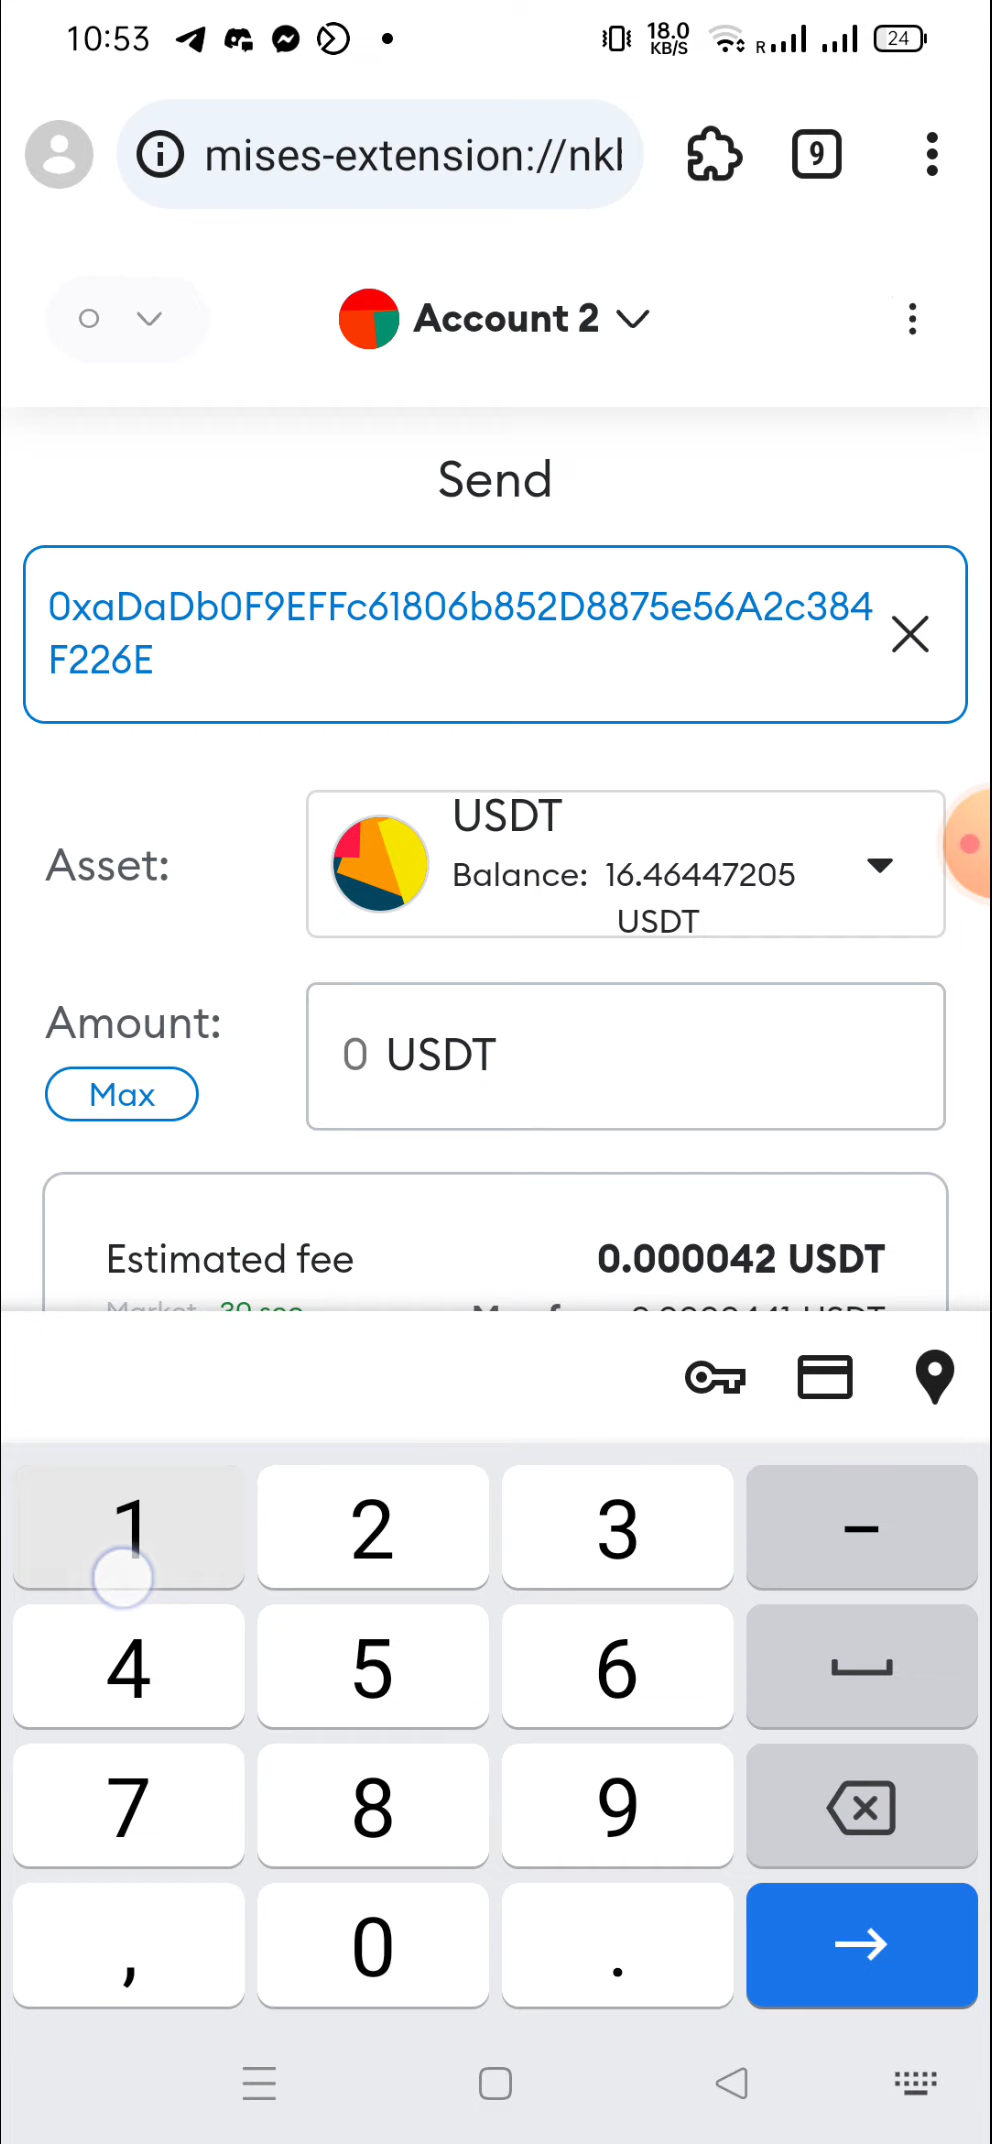 10:53
18.0
KB/S
R
24
mises-extension://nkl
9
Account 2
Send
0xaDaDb0F9EFFc61806b852D8875e56A2c384
F226E
Asset:
USDT
Balance: 16.46447205
USDT
Amount:
0 USDT
Max
Estimated fee
0.000042 USDT
1
2
3
-
4
5
6
7
8
9
,
0
.